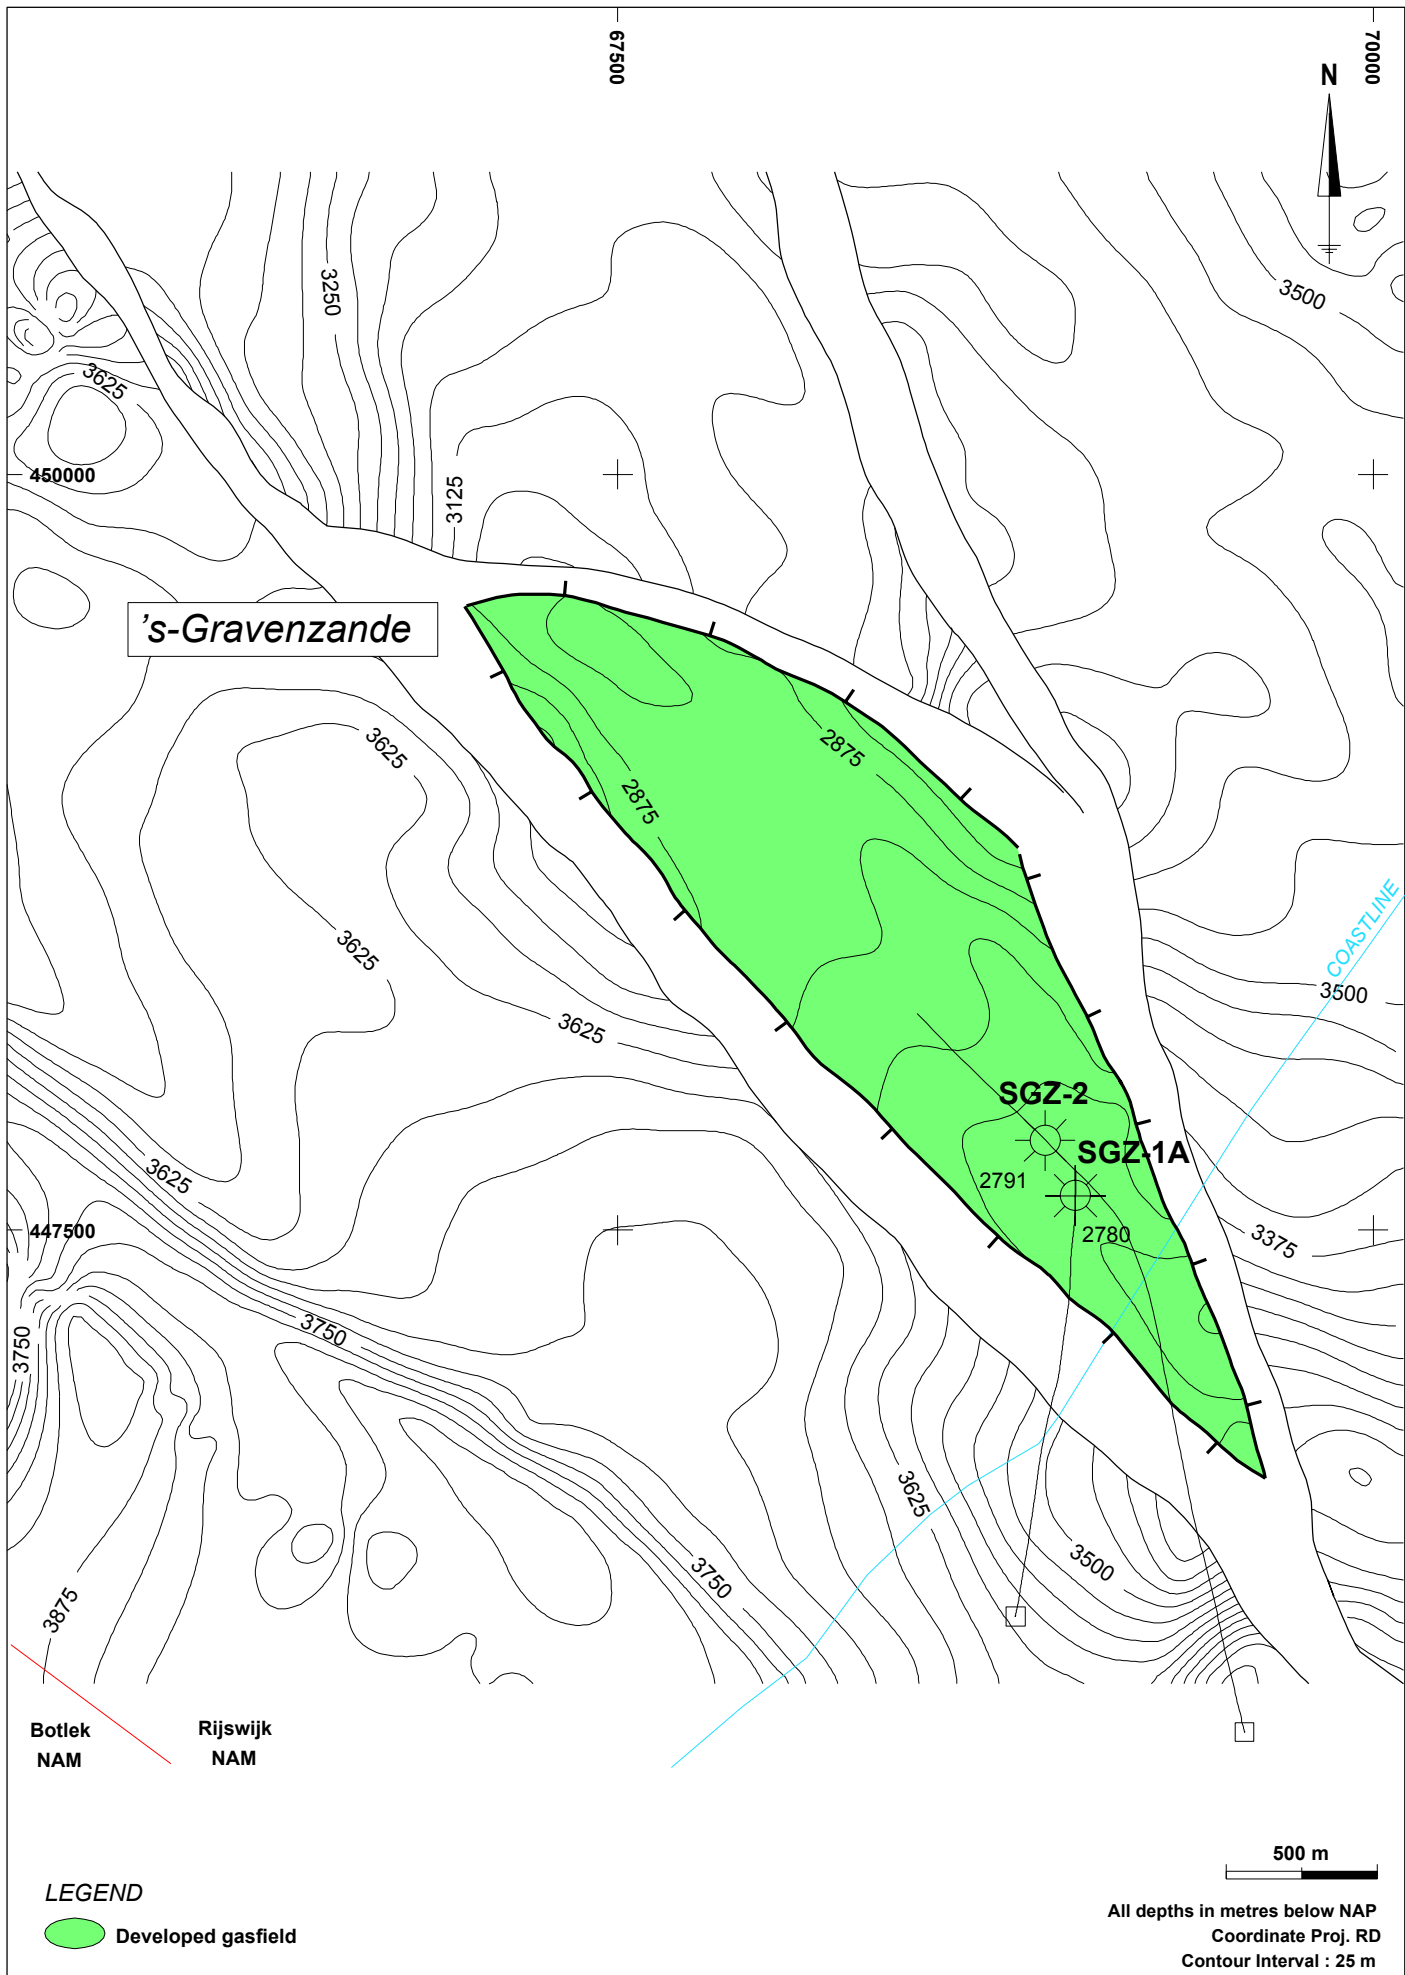 67500
70000
N
3250
3500
3625
450000
3125
's-Gravenzande
3625
2875
2875
COASTLINE
3625
3500
3625
SGZ-2
SGZ-1A
2791
3625
447500
2780
3375
3750
3750
3625
3500
3750
3875
Botlek
NAM
Rijswijk
NAM
500 m
LEGEND
Developed gasfield
All depths in metres below NAP
Coordinate Proj. RD
Contour Interval : 25 m